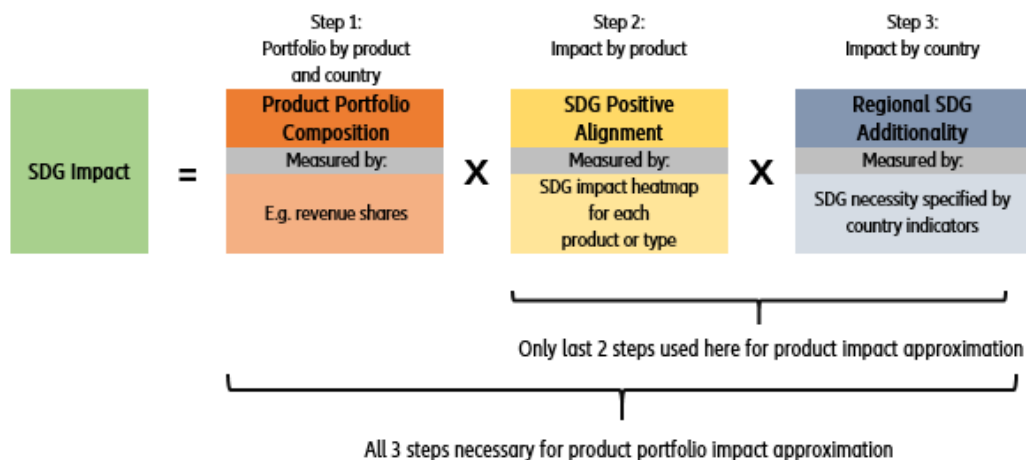 Step 1:
Portfolio by product
and country
Step 2:
Impact by product
Step 3:
Impact by country
SDG Impact
=
Product Portfolio
Composition
Measured by:
E.g. revenue shares
X
SDG Positive
Alignment
Measured by:
SDG impact heatmap
for each
product or type
X
Regional SDG
Additionality
Measured by:
SDG necessity specified by
country indicators
Only last 2 steps used here for product impact approximation
All 3 steps necessary for product portfolio impact approximation